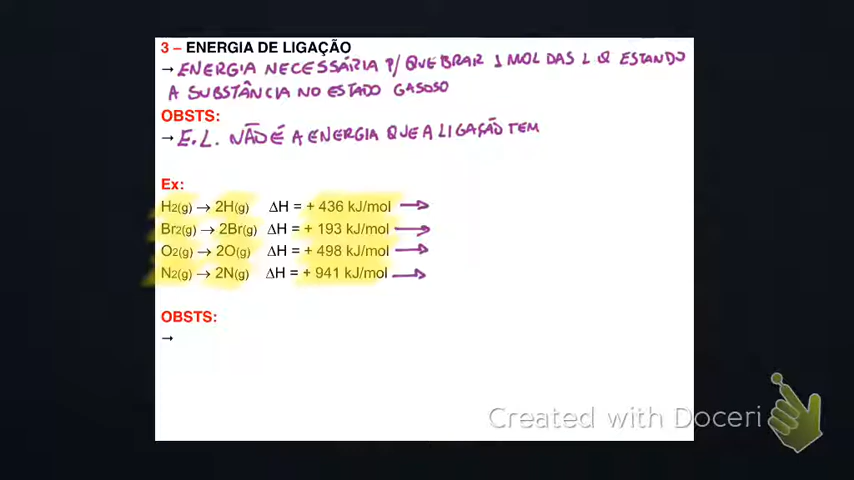 3 – ENERGIA DE LIGAÇÃO
→ ENERGIA NECESSÁRIA P/ QUEBRAR 1 MOL DAS L Q ESTANDO
A SUBSTÂNCIA NO ESTADO GASOSO
OBSTS:
→ E.L. NÃO É A ENERGIA QUE A LIGAÇÃO TEM
Ex:
H2(g) → 2H(g) ΔH = + 436 kJ/mol →
Br2(g) → 2Br(g) ΔH = + 193 kJ/mol →
O2(g) → 2O(g) ΔH = + 498 kJ/mol →
N2(g) → 2N(g) ΔH = + 941 kJ/mol →
OBSTS:
→
Created with Doceri